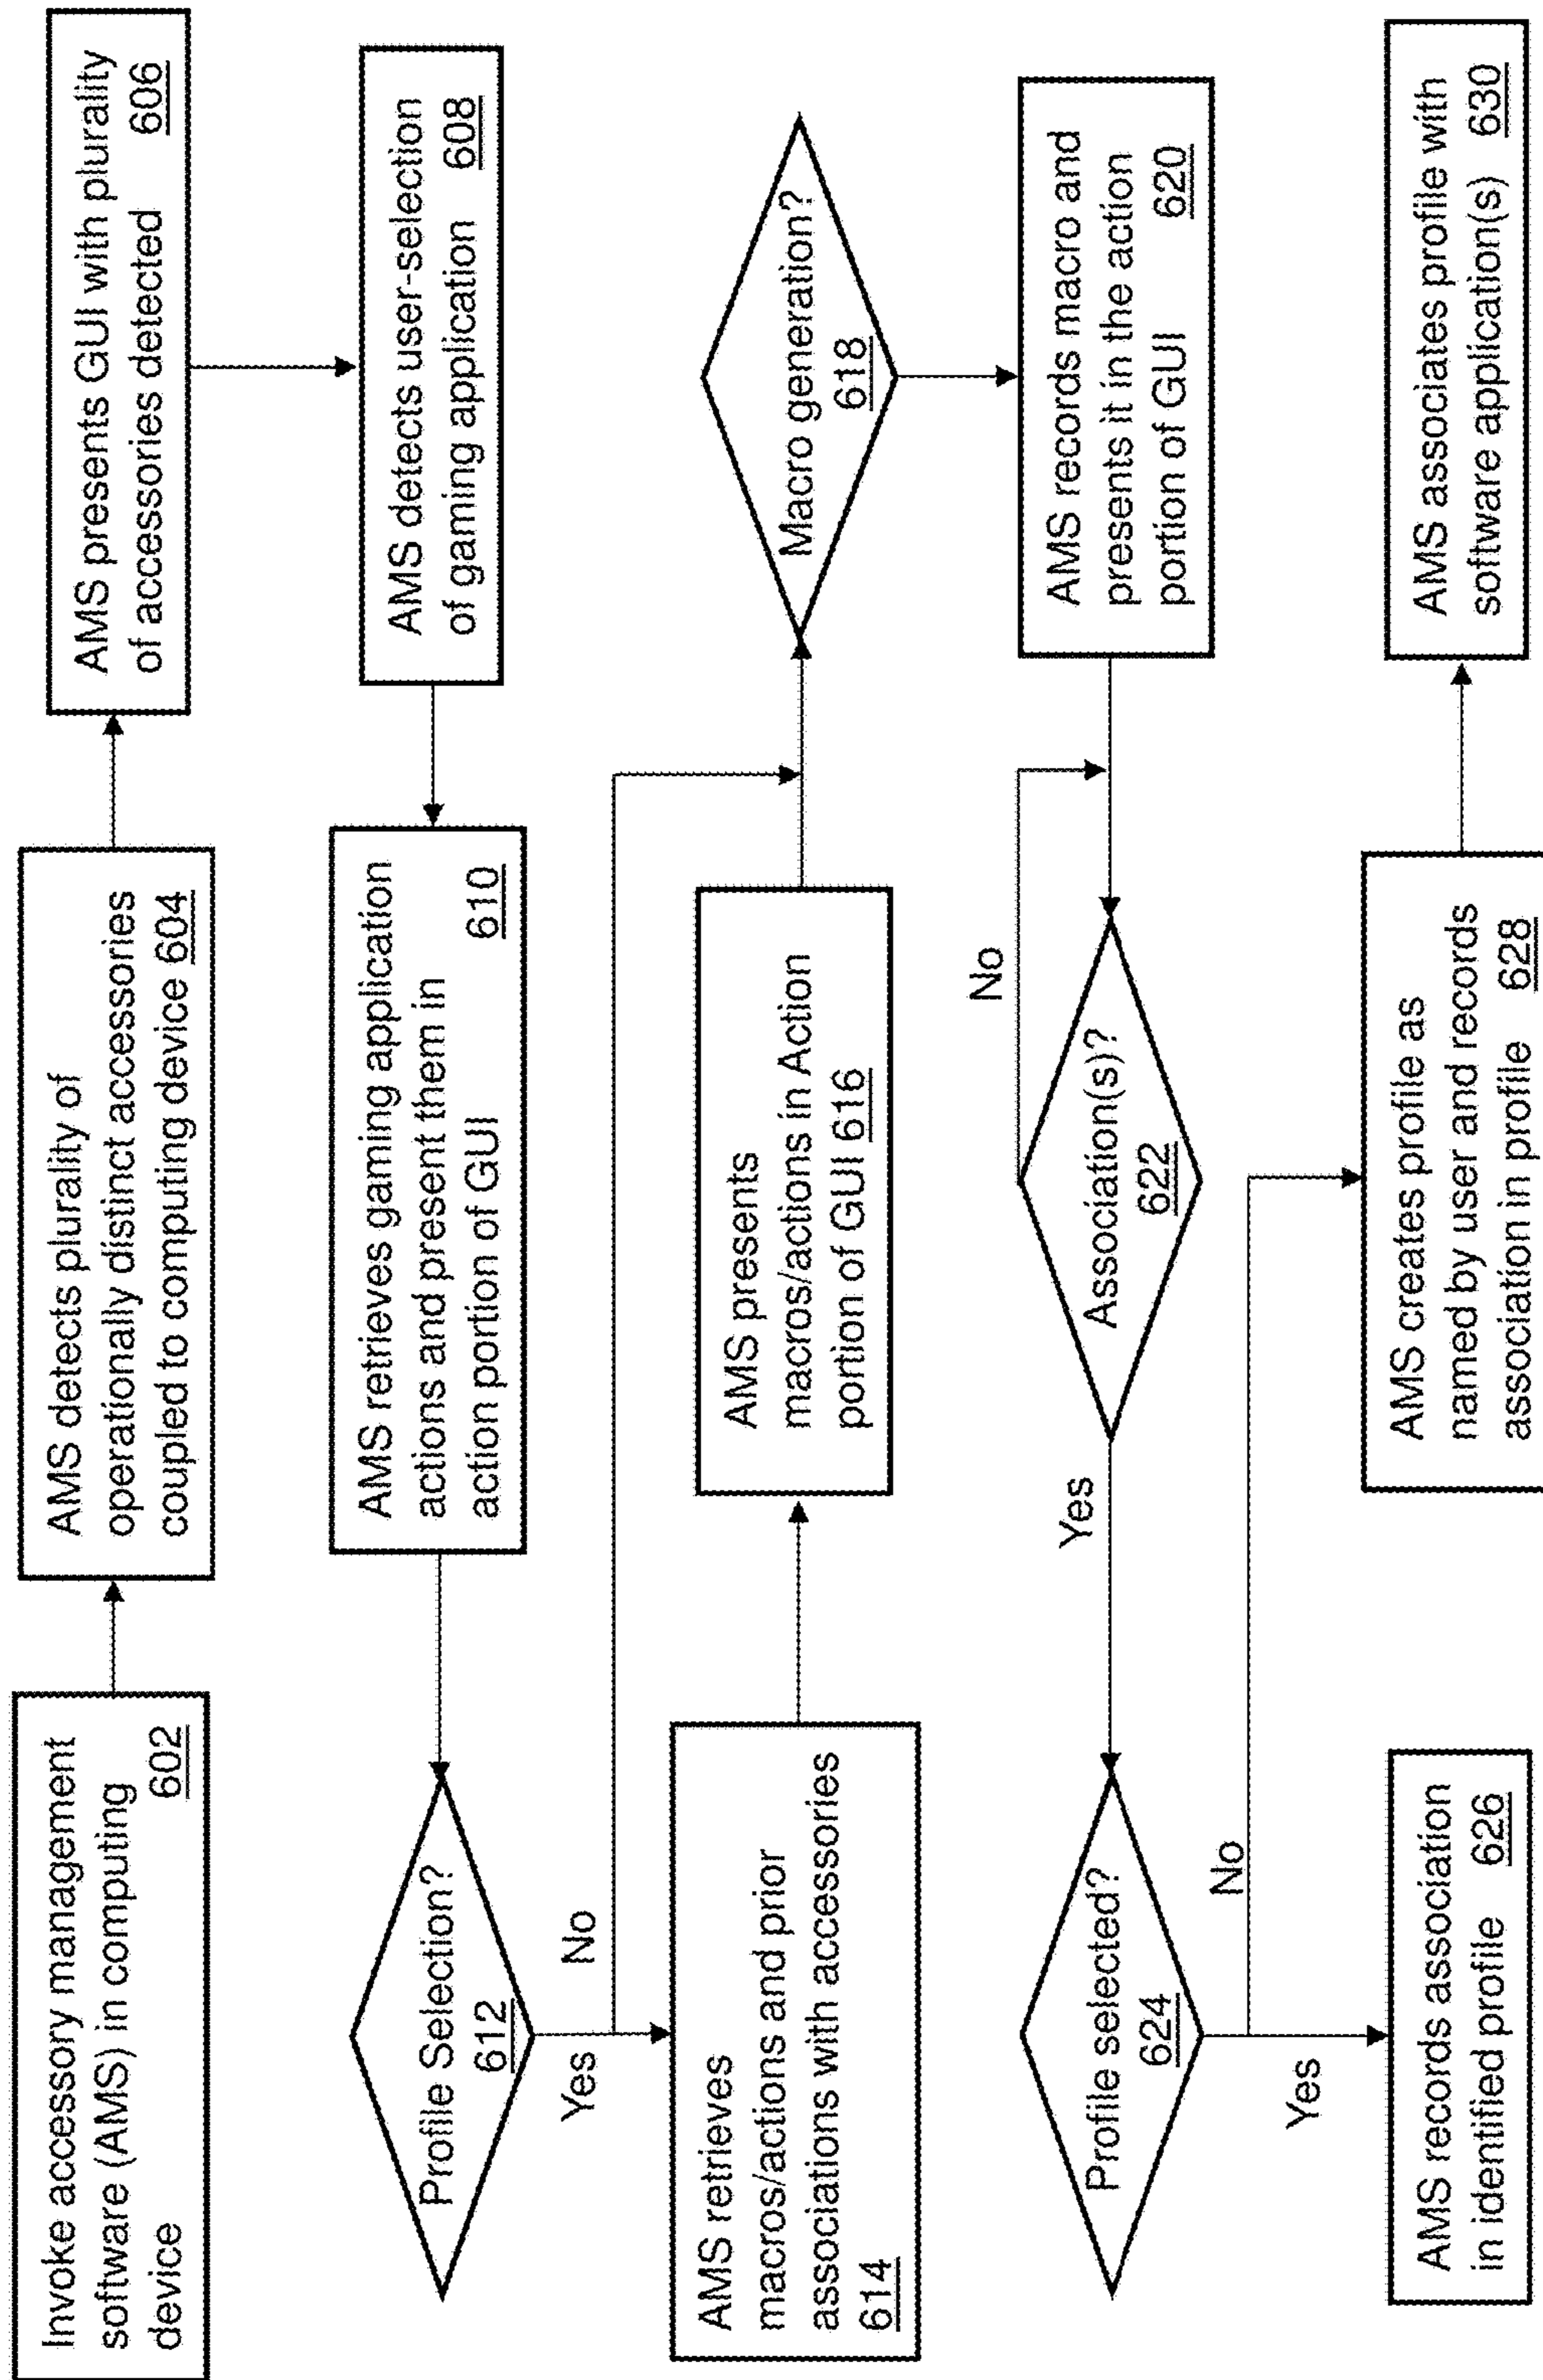 Invoke accessory management
software (AMS) in computing
device 602
AMS detects plurality of
operationally distinct accessories
coupled to computing device 604
AMS presents GUI with plurality
of accessories detected 606
AMS detects user-selection
of gaming application 608
AMS retrieves gaming application
actions and present them in
action portion of GUI 610
Profile Selection?
612
Yes
No
AMS retrieves
macros/actions and prior
associations with accessories
614
AMS presents
macros/actions in Action
portion of GUI 616
Macro generation?
618
AMS records macro and
presents it in the action
portion of GUI 620
Association(s)?
622
No
Yes
Profile selected?
624
Yes
No
AMS records association
in identified profile 626
AMS creates profile as
named by user and records
association in profile 628
AMS associates profile with
software application(s) 630